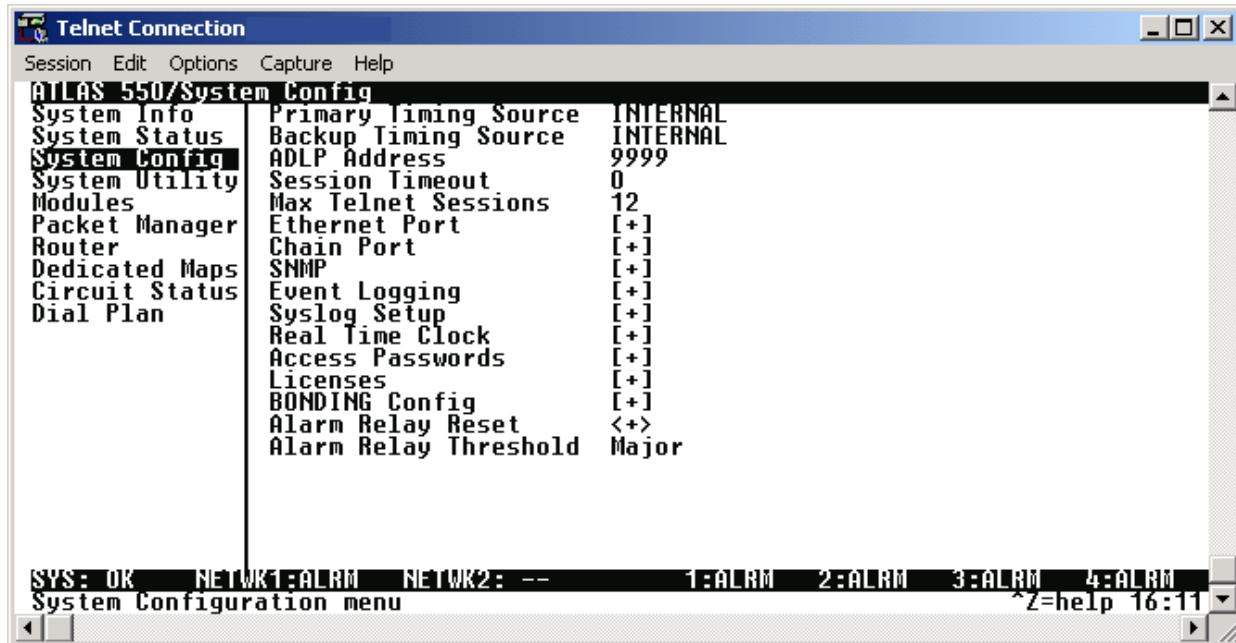 Telnet Connection
Session Edit Options Capture Help
ATLAS 550/System Config
System Info
System Status
System Config
System Utility
Modules
Packet Manager
Router
Dedicated Maps
Circuit Status
Dial Plan
Primary Timing Source INTERNAL
Backup Timing Source INTERNAL
ADLP Address 9999
Session Timeout 0
Max Telnet Sessions 12
Ethernet Port [+]
Chain Port [+]
SNMP [+]
Event Logging [+]
Syslog Setup [+]
Real Time Clock [+]
Access Passwords [+]
Licenses [+]
BONDING Config [+]
Alarm Relay Reset <+>
Alarm Relay Threshold Major
SYS: OK NETWK1:ALRM NETWK2: -- 1:ALRM 2:ALRM 3:ALRM 4:ALRM
System Configuration menu ^Z=help 16:11